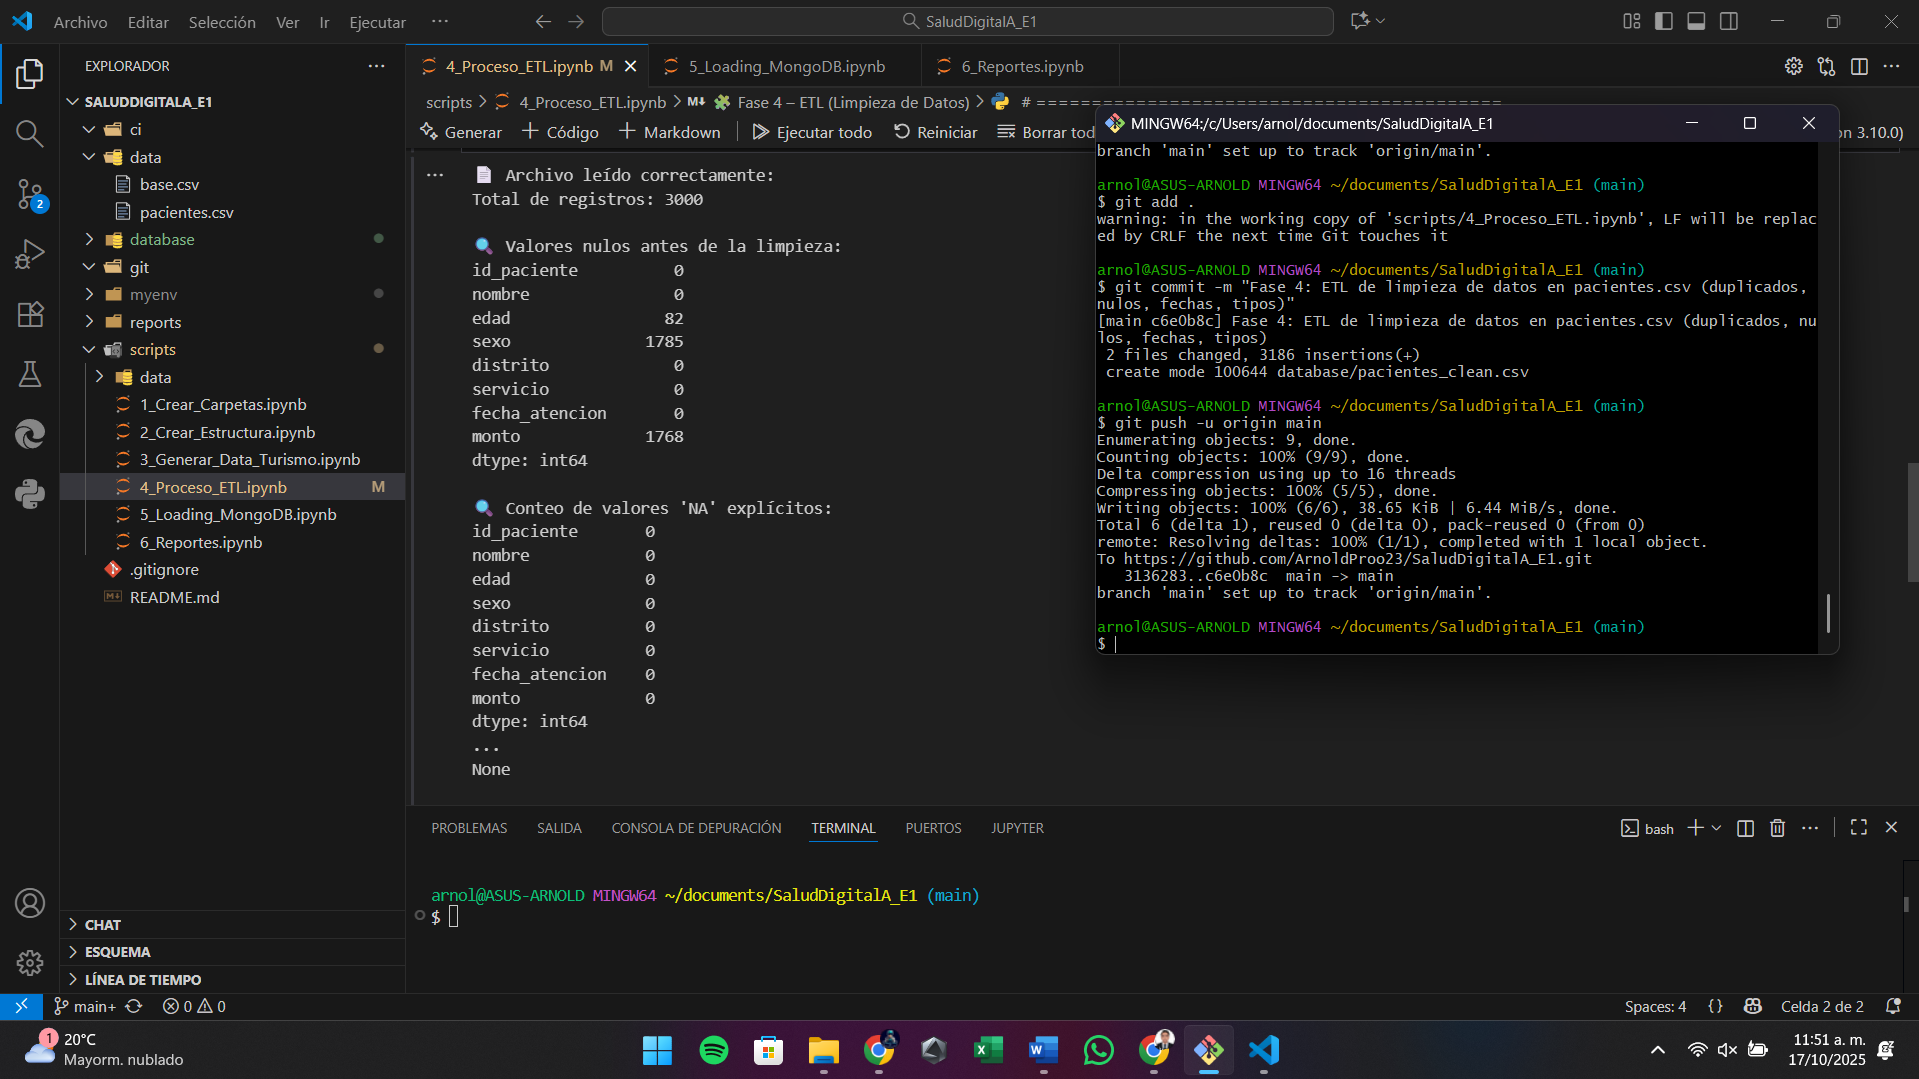 Archivo Editar Selección Ver Ir Ejecutar ...
SaludDigitalA_E1
EXPLORADOR
SALUDDIGITALA_E1
ci
data
base.csv
pacientes.csv
database
git
myenv
reports
scripts
data
1_Crear_Carpetas.ipynb
2_Crear_Estructura.ipynb
3_Generar_Data_Turismo.ipynb
4_Proceso_ETL.ipynb M
5_Loading_MongoDB.ipynb
6_Reportes.ipynb
.gitignore
README.md
CHAT
ESQUEMA
LÍNEA DE TIEMPO
2
4_Proceso_ETL.ipynb M
5_Loading_MongoDB.ipynb
6_Reportes.ipynb
scripts > 4_Proceso_ETL.ipynb > M↓ Fase 4 – ETL (Limpieza de Datos) > # ==========================================
Generar + Código + Markdown Ejecutar todo Reiniciar Borrar tod
on 3.10.0)
... Archivo leído correctamente:
Total de registros: 3000
Valores nulos antes de la limpieza:
id_paciente 0
nombre 0
edad 82
sexo 1785
distrito 0
servicio 0
fecha_atencion 0
monto 1768
dtype: int64
Conteo de valores 'NA' explícitos:
id_paciente 0
nombre 0
edad 0
sexo 0
distrito 0
servicio 0
fecha_atencion 0
monto 0
dtype: int64
...
None
MINGW64:/c/Users/arnol/documents/SaludDigitalA_E1
branch 'main' set up to track 'origin/main'.
arnol@ASUS-ARNOLD MINGW64 ~/documents/SaludDigitalA_E1 (main)
$ git add .
warning: in the working copy of 'scripts/4_Proceso_ETL.ipynb', LF will be replac
ed by CRLF the next time Git touches it
arnol@ASUS-ARNOLD MINGW64 ~/documents/SaludDigitalA_E1 (main)
$ git commit -m "Fase 4: ETL de limpieza de datos en pacientes.csv (duplicados,
nulos, fechas, tipos)"
[main c6e0b8c] Fase 4: ETL de limpieza de datos en pacientes.csv (duplicados, nu
los, fechas, tipos)
2 files changed, 3186 insertions(+)
create mode 100644 database/pacientes_clean.csv
arnol@ASUS-ARNOLD MINGW64 ~/documents/SaludDigitalA_E1 (main)
$ git push -u origin main
Enumerating objects: 9, done.
Counting objects: 100% (9/9), done.
Delta compression using up to 16 threads
Compressing objects: 100% (5/5), done.
Writing objects: 100% (6/6), 38.65 KiB | 6.44 MiB/s, done.
Total 6 (delta 1), reused 0 (delta 0), pack-reused 0 (from 0)
remote: Resolving deltas: 100% (1/1), completed with 1 local object.
To https://github.com/ArnoldProo23/SaludDigitalA_E1.git
3136283..c6e0b8c main -> main
branch 'main' set up to track 'origin/main'.
arnol@ASUS-ARNOLD MINGW64 ~/documents/SaludDigitalA_E1 (main)
$
PROBLEMAS SALIDA CONSOLA DE DEPURACIÓN TERMINAL PUERTOS JUPYTER
bash
arnol@ASUS-ARNOLD MINGW64 ~/documents/SaludDigitalA_E1 (main)
$
main+ 0 0
Spaces: 4 {} Celda 2 de 2
1
20°C
Mayorm. nublado
11:51 a. m.
17/10/2025